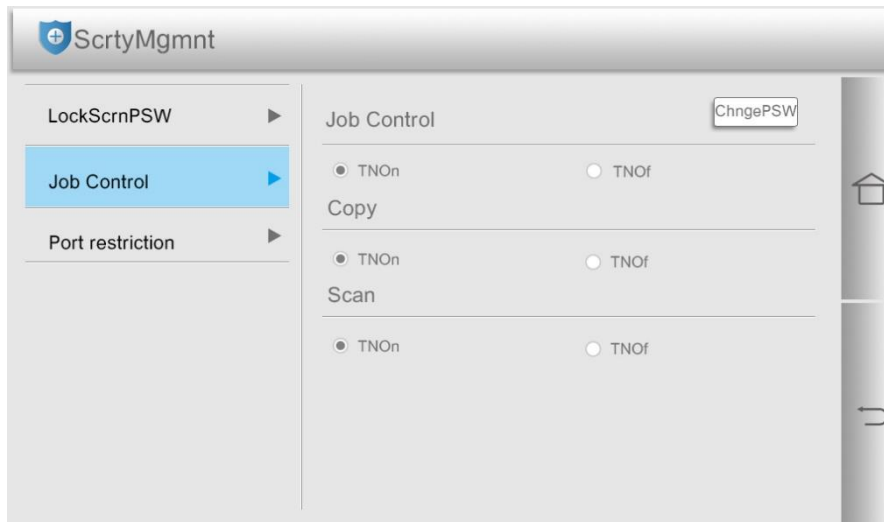 ScrtyMgmnt
LockScrnPSW
Job Control
Port restriction
Job Control ChngePSW
TNOn TNOf
Copy
TNOn TNOf
Scan
TNOn TNOf